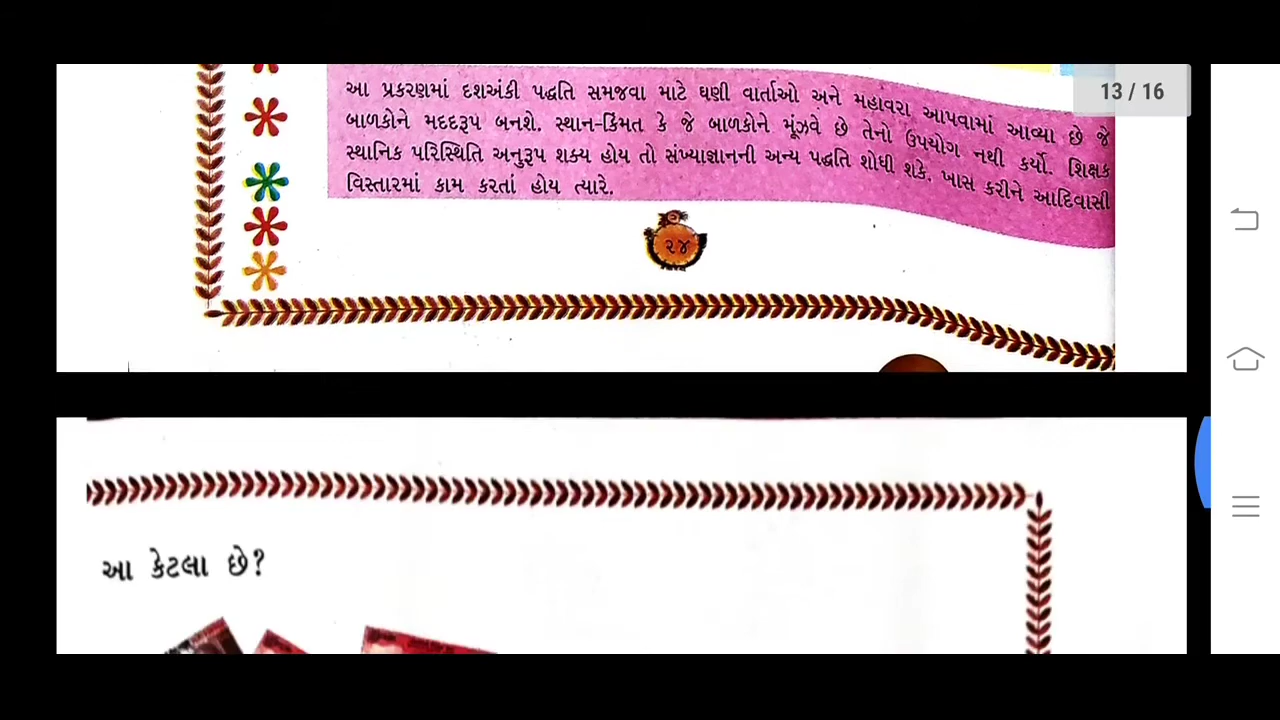 આ પ્રકરણમાં દશઅંકી પદ્ધતિ સમજવા માટે ઘણી વાર્તાઓ અને મહાવરા આપવામાં આવ્યા છે જે
બાળકોને મદદરૂપ બનશે. સ્થાન-કિંમત કે જે બાળકોને મૂંઝવે છે તેનો ઉપયોગ નથી કર્યો. શિક્ષક
સ્થાનિક પરિસ્થિતિ અનુરૂપ શક્ય હોય તો સંખ્યાજ્ઞાનની અન્ય પદ્ધતિ શોધી શકે. ખાસ કરીને આદિવાસી
વિસ્તારમાં કામ કરતાં હોય ત્યારે.
૨૪
13 / 16
આ કેટલા છે?